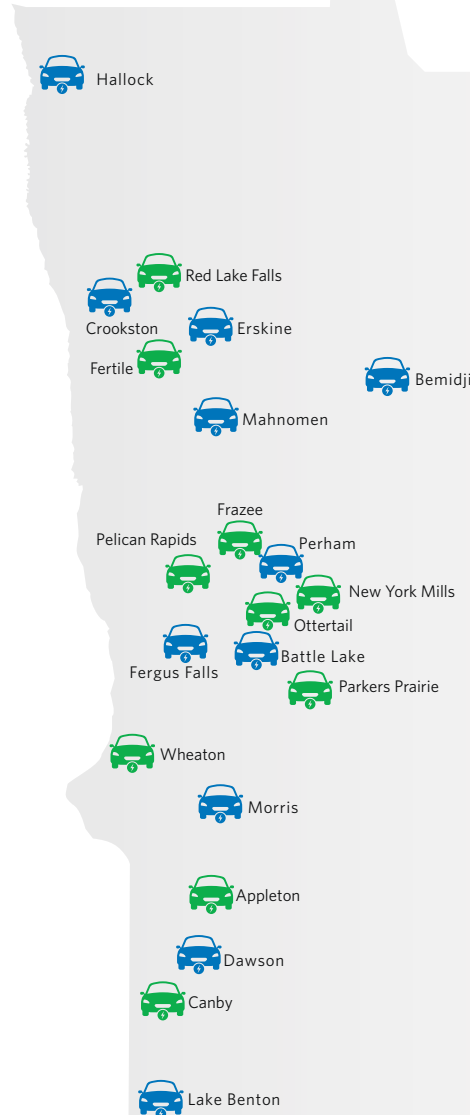 Hallock
Red Lake Falls
Crookston
Erskine
Fertile
Bemidji
Mahnomen
Frazee
Pelican Rapids
Perham
New York Mills
Ottertail
Battle Lake
Fergus Falls
Parkers Prairie
Wheaton
Morris
Appleton
Dawson
Canby
Lake Benton